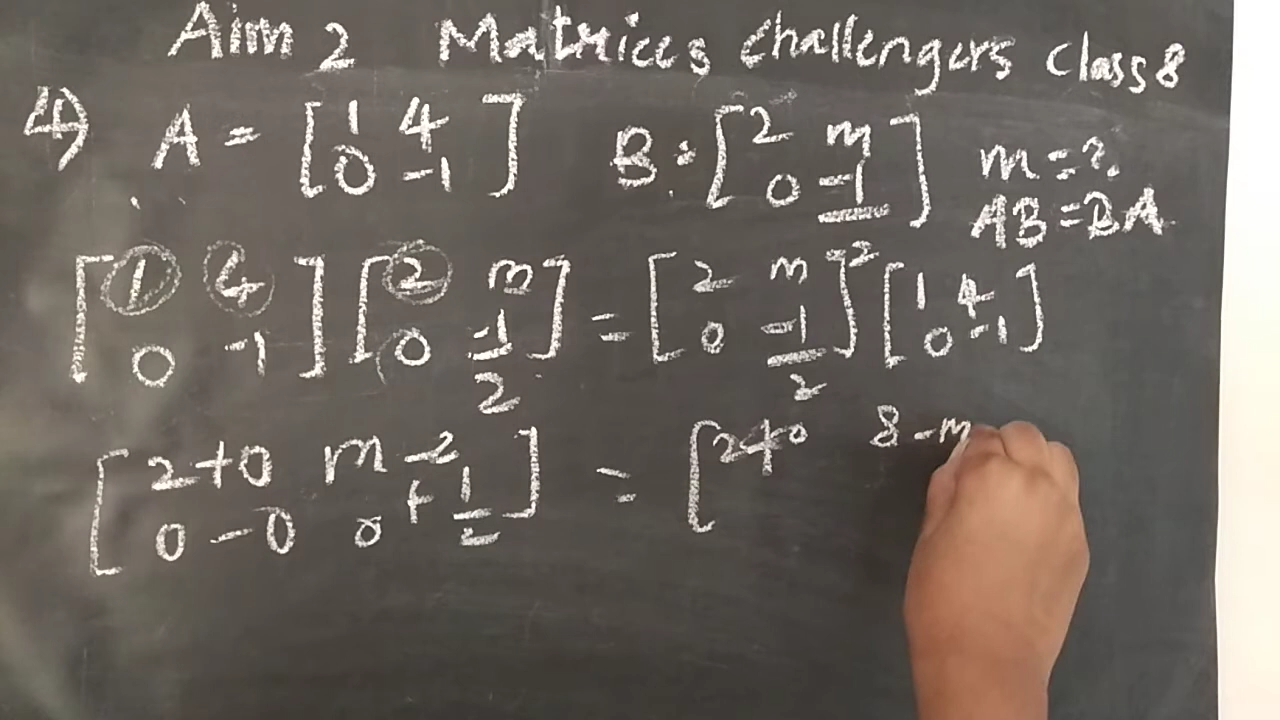 Aim 2 Matrices challengers class 8
4) A = [1 4 B = [2 m m = ?
0 -1] 0 -1] AB = BA
[1 4 [2 m = [2 m ]2 [1 4
0 -1] 0 -1/2] 0 -1/2 0 -1]
[2+0 m-2 = [2+0 8-m
0-0 0+1/2]